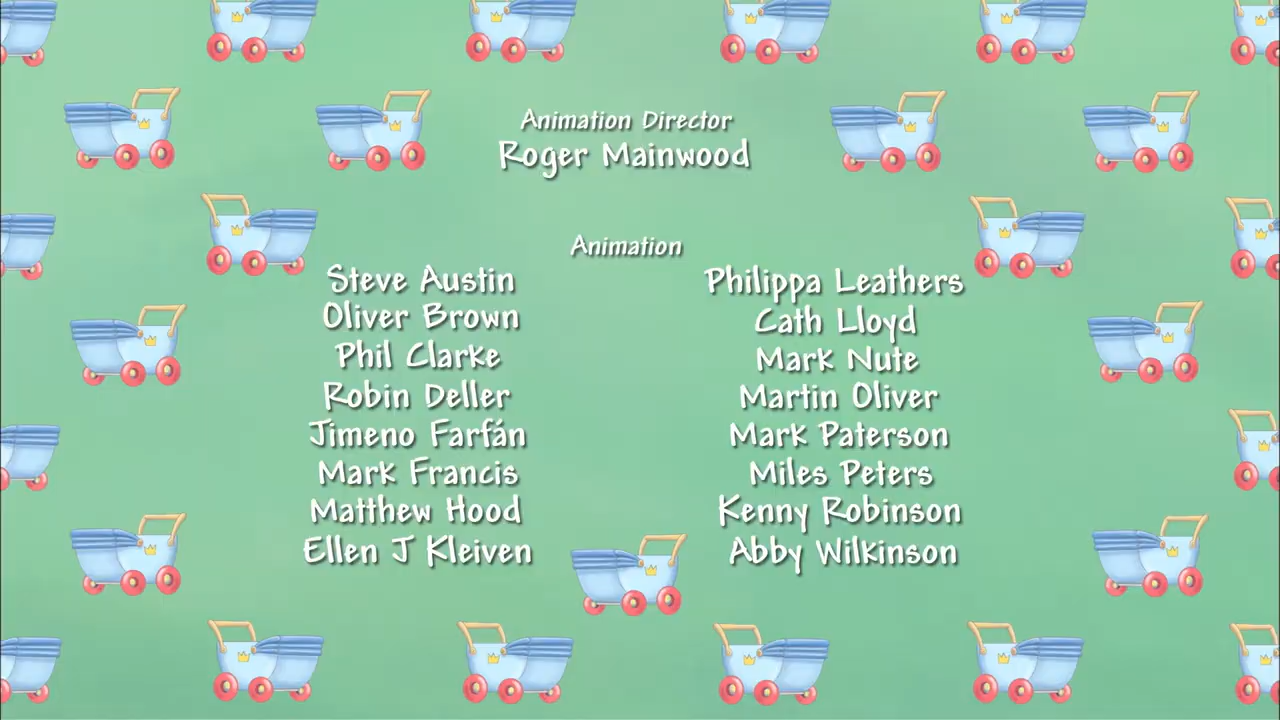 Animation Director
Roger Mainwood
Animation
Steve Austin
Oliver Brown
Phil Clarke
Robin Deller
Jimeno Farfán
Mark Francis
Matthew Hood
Ellen J Kleiven
Philippa Leathers
Cath Lloyd
Mark Nute
Martin Oliver
Mark Paterson
Miles Peters
Kenny Robinson
Abby Wilkinson